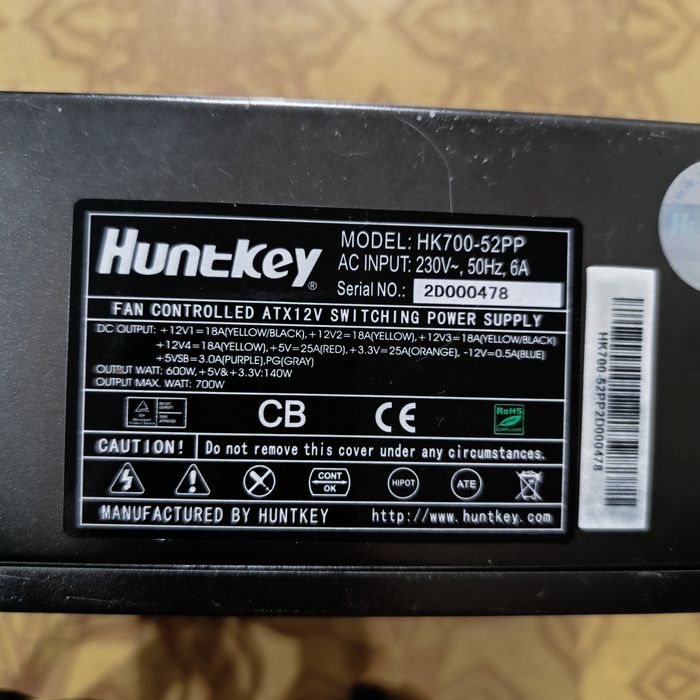 Huntkey®
MODEL: HK700-52PP
AC INPUT: 230V~, 50Hz, 6A
Serial NO.: 2D000478
FAN CONTROLLED ATX12V SWITCHING POWER SUPPLY
DC OUTPUT: +12V1=18A(YELLOW/BLACK), +12V2=18A(YELLOW), +12V3=18A(YELLOW/BLACK)
+12V4=18A(YELLOW), +5V=25A(RED), +3.3V=25A(ORANGE), -12V=0.5A(BLUE)
+5VSB=3.0A(PURPLE),PG(GRAY)
OUTPUT WATT: 600W, +5V& +3.3V:140W
OUTPUT MAX. WATT: 700W
CB
CE
RoHS
COMPLIANT
CAUTION! Do not remove this cover under any circumstances.
CONT
OK
HIPOT
ATE
MANUFACTURED BY HUNTKEY http://www.huntkey.com
HK700-52PP2D000478